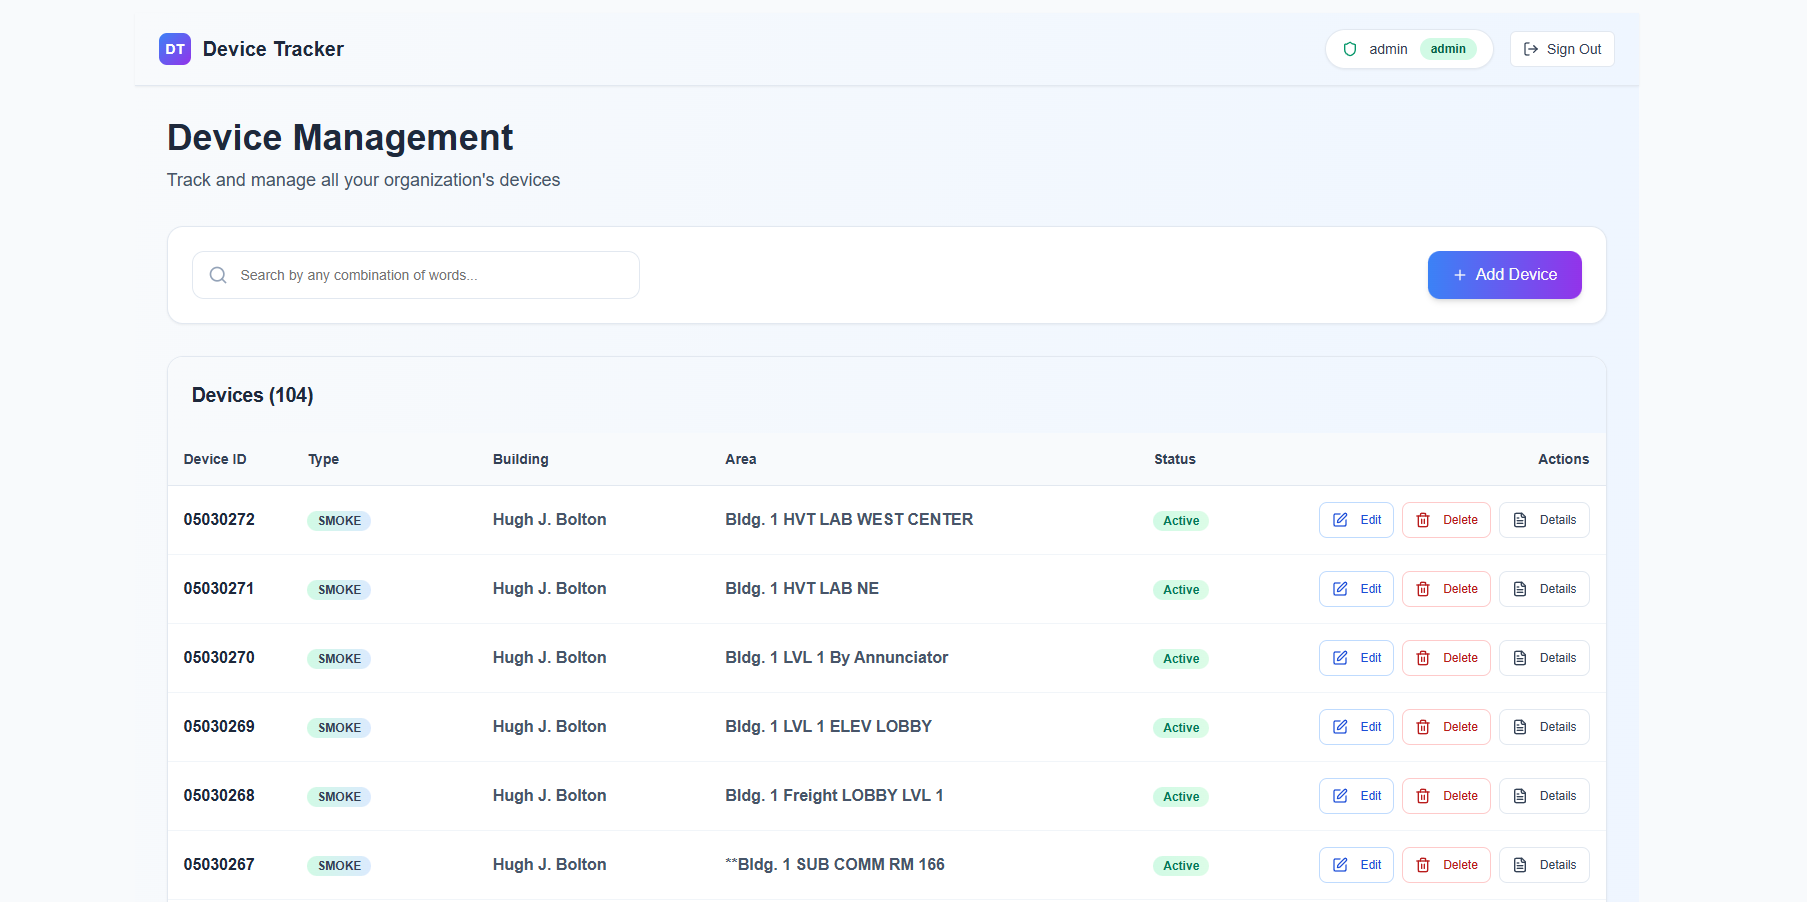 DT Device Tracker admin admin Sign Out
Device Management
Track and manage all your organization's devices
Search by any combination of words... + Add Device
Devices (104)
Device ID Type Building Area Status Actions
05030272 SMOKE Hugh J. Bolton Bldg. 1 HVT LAB WEST CENTER Active Edit Delete Details
05030271 SMOKE Hugh J. Bolton Bldg. 1 HVT LAB NE Active Edit Delete Details
05030270 SMOKE Hugh J. Bolton Bldg. 1 LVL 1 By Annunciator Active Edit Delete Details
05030269 SMOKE Hugh J. Bolton Bldg. 1 LVL 1 ELEV LOBBY Active Edit Delete Details
05030268 SMOKE Hugh J. Bolton Bldg. 1 Freight LOBBY LVL 1 Active Edit Delete Details
05030267 SMOKE Hugh J. Bolton **Bldg. 1 SUB COMM RM 166 Active Edit Delete Details